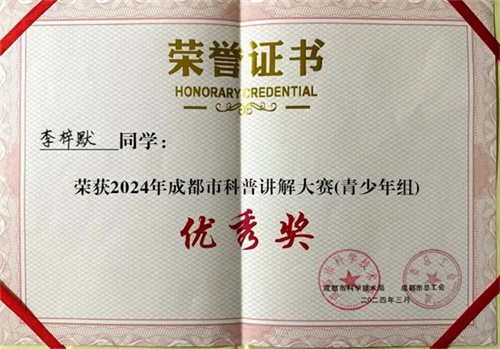 荣誉证书
HONORARY CREDENTIAL
李梓默 同学:
荣获2024年成都市科普讲解大赛(青少年组)
优秀奖
成都市科学技术局 成都市总工会
二〇二四年三月